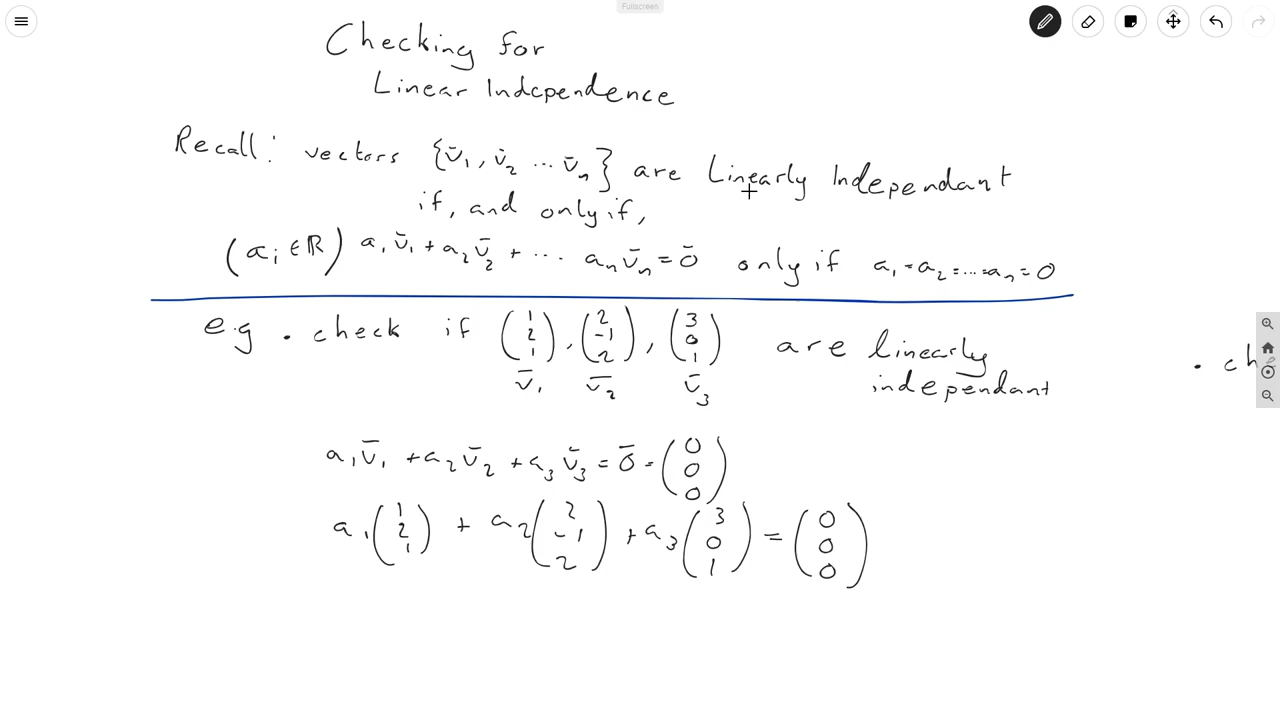 Fullscreen
Checking for
Linear Independence
Recall: vectors {v̄₁, v̄₂ ... v̄ₙ} are Linearly Independant
if, and only if,
(aᵢ ∈ ℝ) a₁v̄₁ + a₂v̄₂ + ... aₙv̄ₙ = 0̄ only if a₁ = a₂ = ... = aₙ = 0
e.g . check if (1 2 1), (2 -1 2), (3 0 1) are linearly
independant
v̄₁ v̄₂ v̄₃
. ch
a₁v̄₁ + a₂v̄₂ + a₃v̄₃ = 0̄ = (0 0 0)
a₁(1 2 1) + a₂(2 -1 2) + a₃(3 0 1) = (0 0 0)